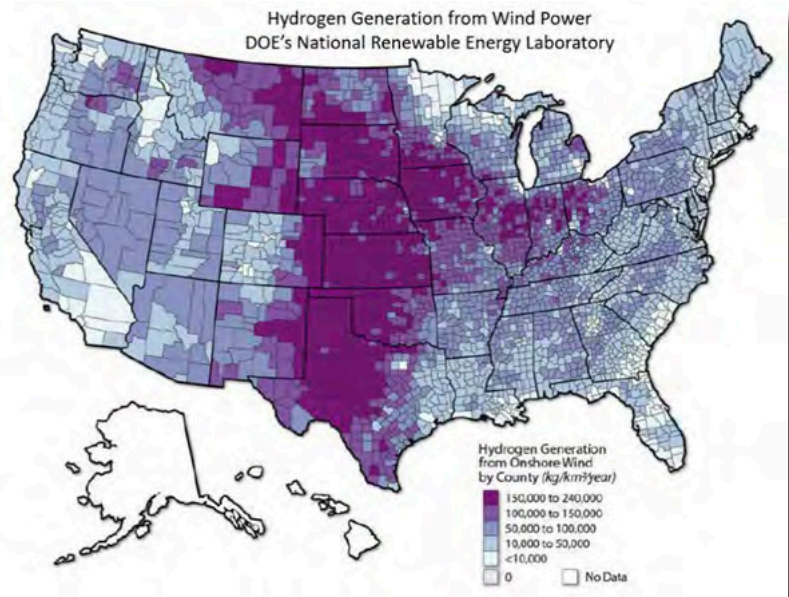 Hydrogen Generation from Wind Power
DOE's National Renewable Energy Laboratory
Hydrogen Generation
from Onshore Wind
by County (kg/km²/year)
150,000 to 240,000
100,000 to 150,000
50,000 to 100,000
10,000 to 50,000
<10,000
0 No Data